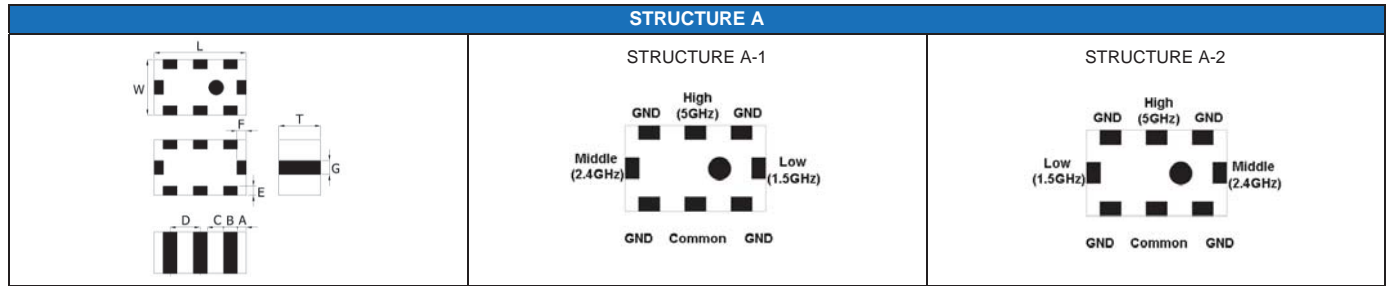 STRUCTURE A
L
W
F
T
G
E
D C B A
STRUCTURE A-1
High
GND (5GHz) GND
Middle
(2.4GHz)
Low
(1.5GHz)
GND Common GND
STRUCTURE A-2
High
GND (5GHz) GND
Low
(1.5GHz)
Middle
(2.4GHz)
GND Common GND